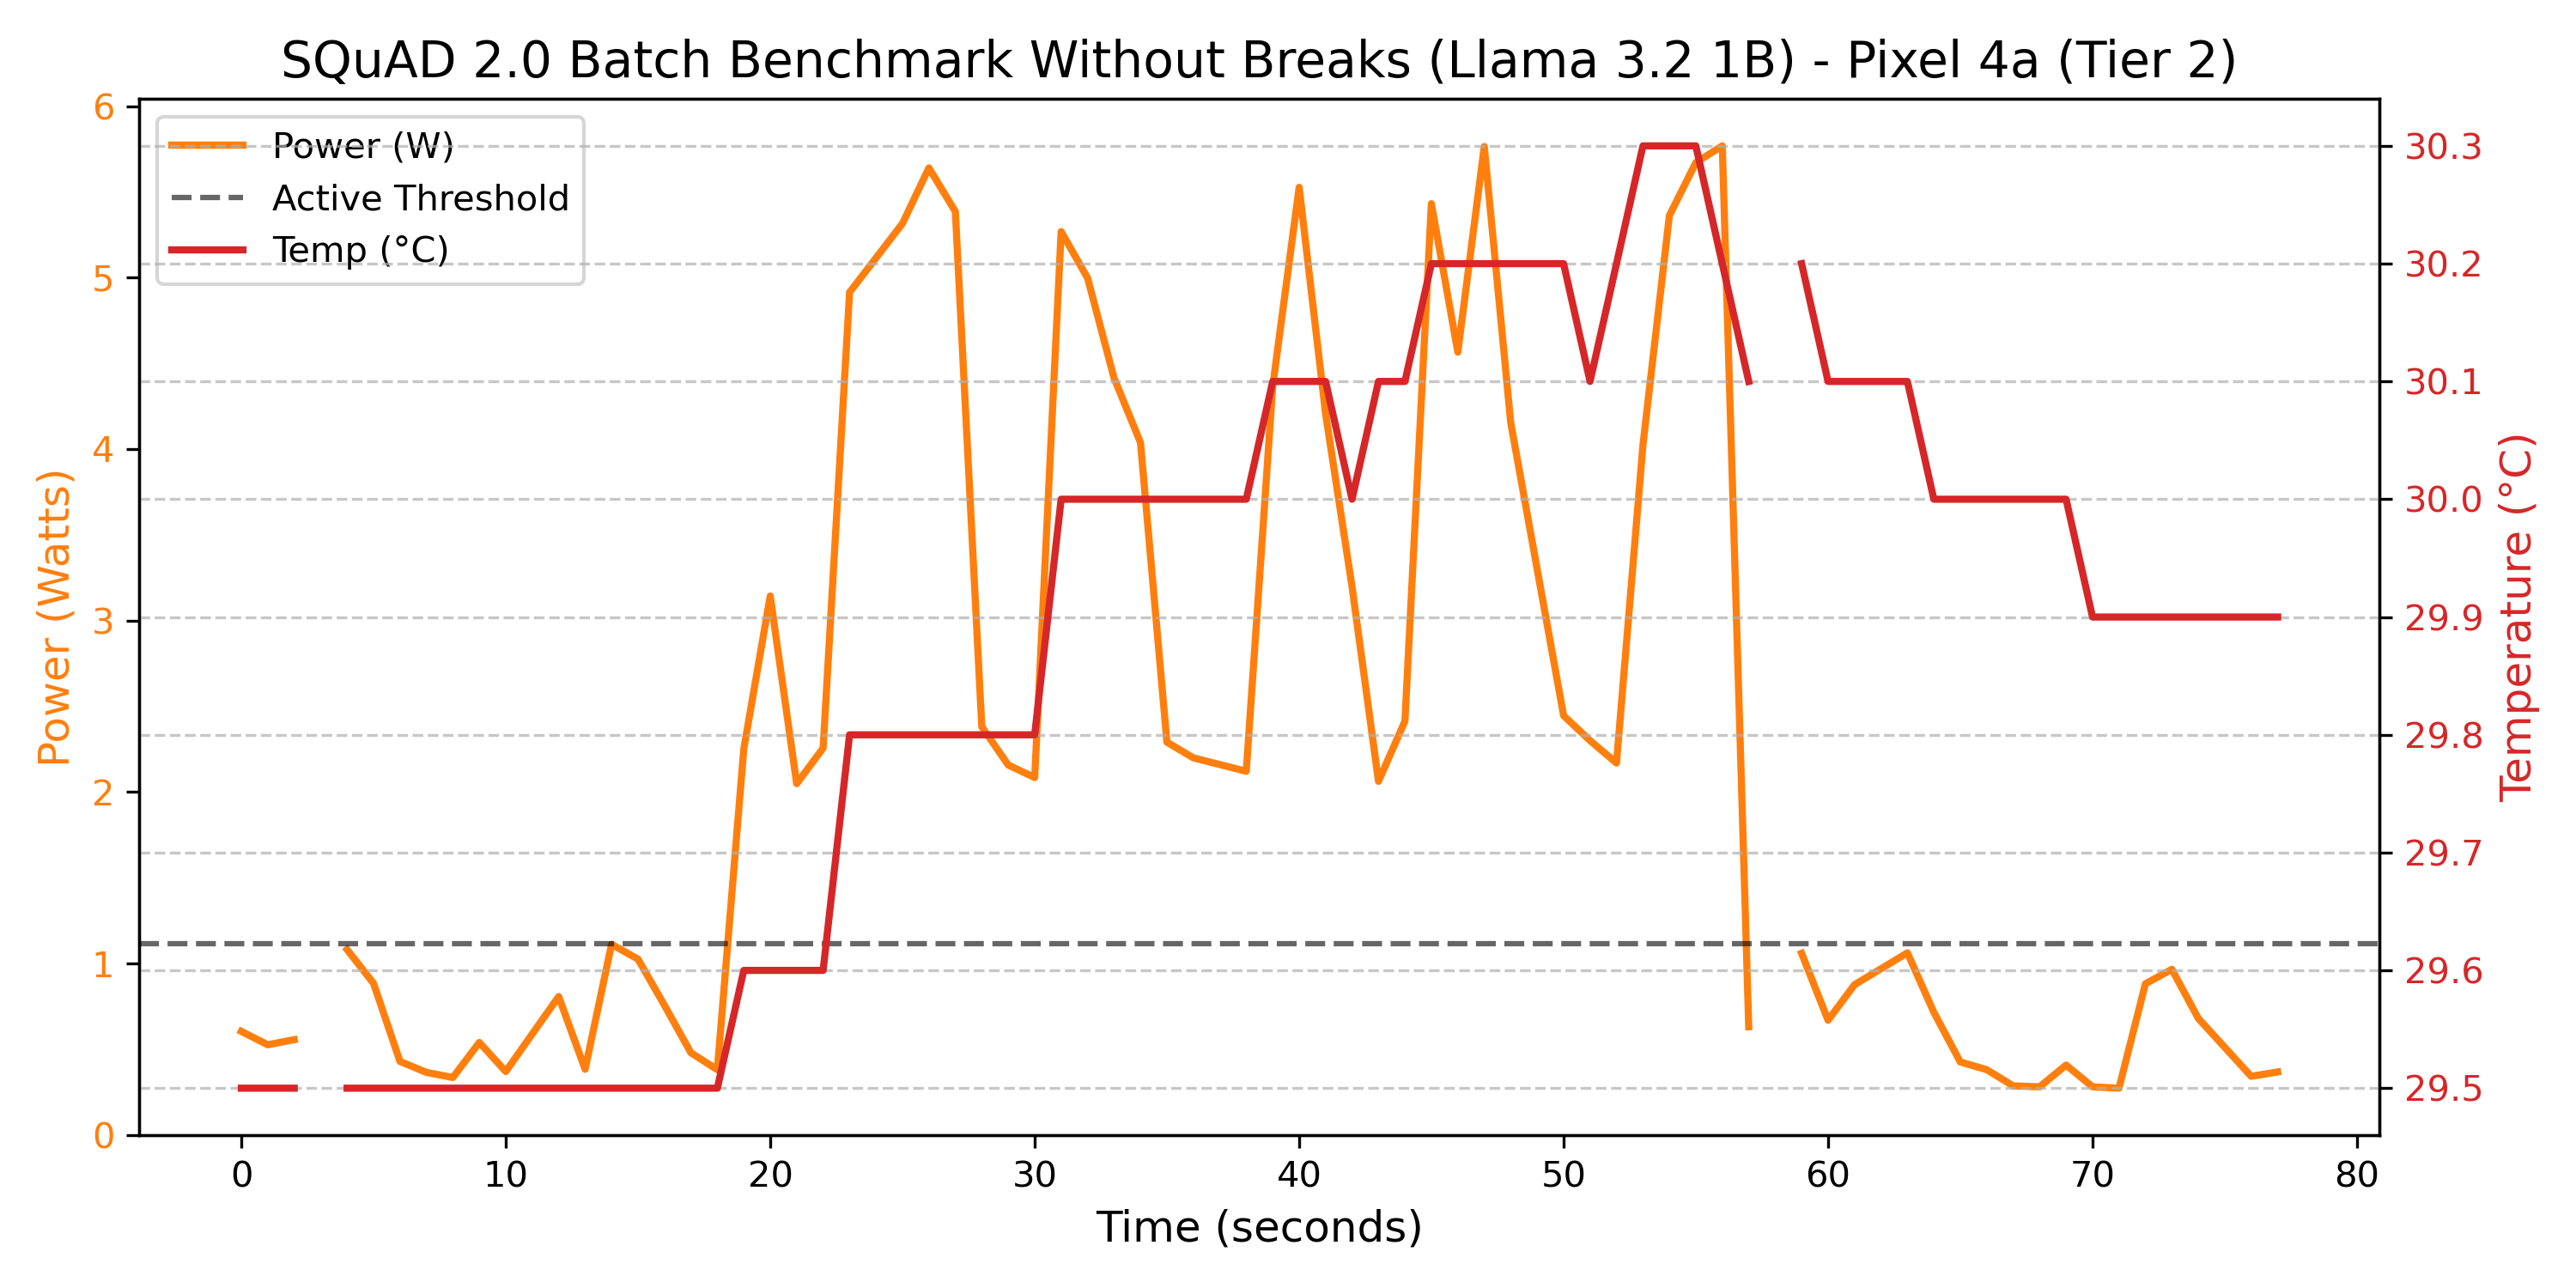 SQuAD 2.0 Batch Benchmark Without Breaks (Llama 3.2 1B) - Pixel 4a (Tier 2)
Power (W)
Active Threshold
Temp (°C)
Power (Watts)
6
5
4
3
2
1
0
30.3
30.2
30.1
30.0
29.9
29.8
29.7
29.6
29.5
Temperature (°C)
0 10 20 30 40 50 60 70 80
Time (seconds)